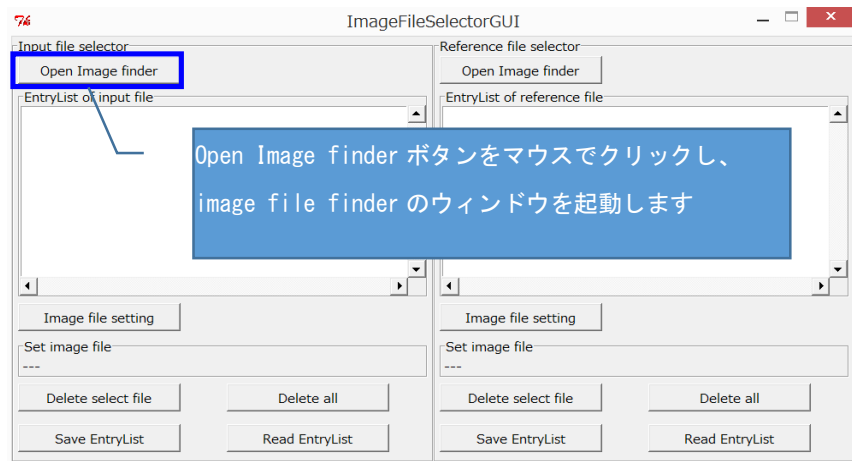 ImageFileSelectorGUI
Input file selector
Open Image finder
EntryList of input file
Open Image finder ボタンをマウスでクリックし、
image file finder のウィンドウを起動します
Image file setting
Set image file
---
Delete select file
Delete all
Save EntryList
Read EntryList
Reference file selector
Open Image finder
EntryList of reference file
Image file setting
Set image file
---
Delete select file
Delete all
Save EntryList
Read EntryList